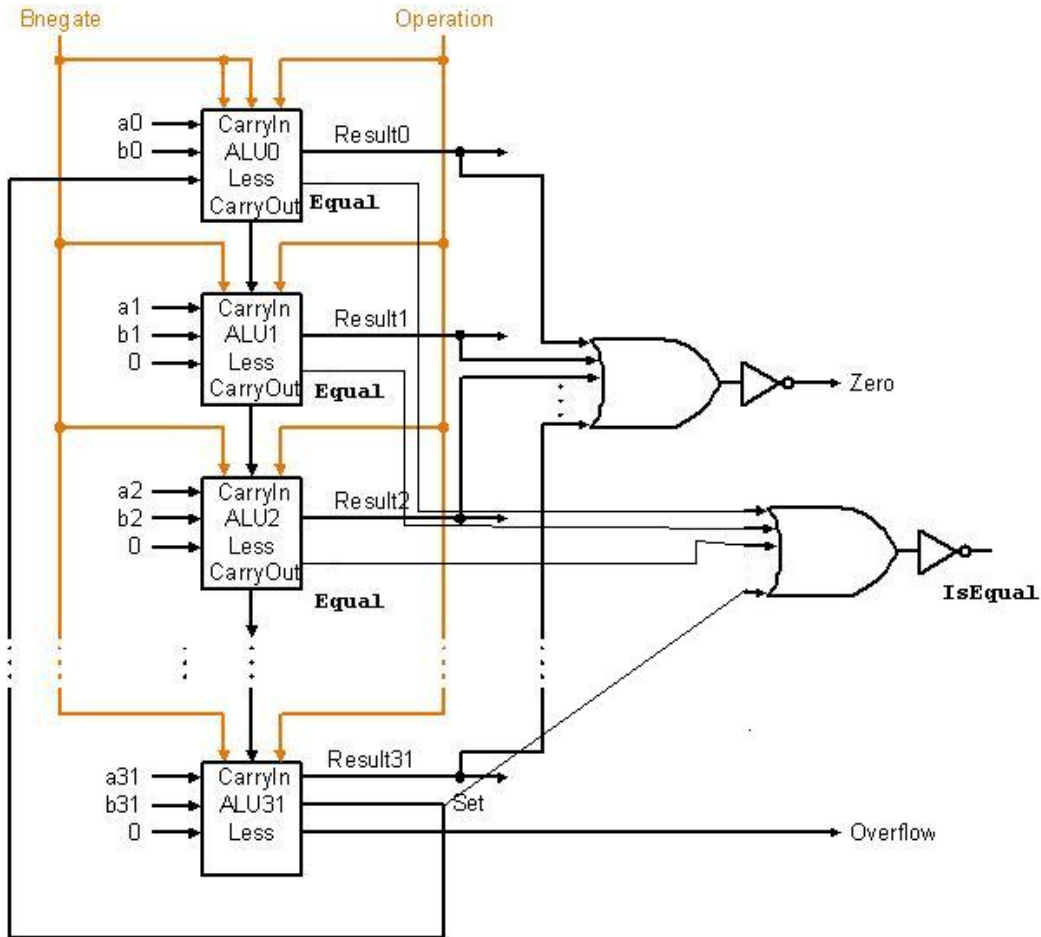 Bnegate Operation
a0 CarryIn
b0 ALU0 Result0
Less
CarryOut Equal
a1 CarryIn
b1 ALU1 Result1
0 Less
CarryOut Equal
Zero
a2 CarryIn
b2 ALU2 Result2
0 Less
CarryOut
Equal
IsEqual
a31 CarryIn Result31
b31 ALU31 Set
0 Less Overflow